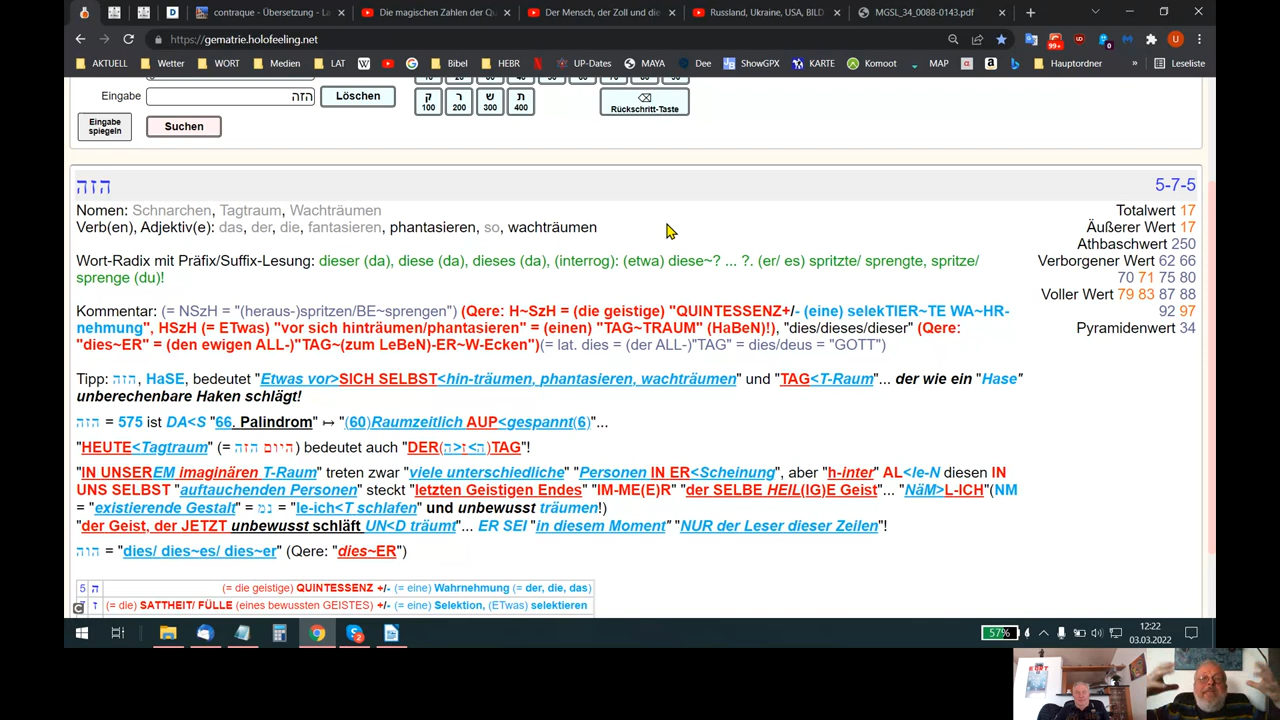 contraque - Übersetzung - La
Die magischen Zahlen der Qu
Der Mensch, der Zoll und die
Russland, Ukraine, USA, BILD
MGSL_34_0088-0143.pdf
https://gematrie.holofeeling.net
AKTUELL Wetter WORT Medien LAT Bibel HEBR UP-Dates MAYA Dee ShowGPX KARTE Komoot MAP Hauptordner Leseliste
Eingabe הזה Löschen ק 100 ר 200 ש 300 ת 400 Rückschritt-Taste
Eingabe spiegeln Suchen
הזה 5-7-5
Nomen: Schnarchen, Tagtraum, Wachträumen
Verb(en), Adjektiv(e): das, der, die, fantasieren, phantasieren, so, wachträumen
Totalwert 17
Äußerer Wert 17
Athbaschwert 250
Verborgener Wert 62 66
70 71 75 80
Voller Wert 79 83 87 88
92 97
Pyramidenwert 34
Wort-Radix mit Präfix/Suffix-Lesung: dieser (da), diese (da), dieses (da), (interrog): (etwa) diese~? ... ?. (er/ es) spritzte/ sprengte, spritze/
sprenge (du)!
Kommentar: (= NSzH = "(heraus-)spritzen/BE~sprengen") (Qere: H~SzH = (die geistige) "QUINTESSENZ+/- (eine) selekTIER~TE WA~HR-
nehmung", HSzH (= ETwas) "vor sich hinträumen/phantasieren" = (einen) "TAG~TRAUM" (HaBeN)!), "dies/dieses/dieser" (Qere:
"dies~ER" = (den ewigen ALL-)"TAG~(zum LeBeN)-ER~W-Ecken")(= lat. dies = (der ALL-)"TAG" = dies/deus = "GOTT")
Tipp: הזה, HaSE, bedeutet "Etwas vor>SICH SELBST<hin-träumen, phantasieren, wachträumen" und "TAG<T-Raum"... der wie ein "Hase"
unberechenbare Haken schlägt!
הזה = 575 ist DA<S "66. Palindrom" ↦ "(60)Raumzeitlich AUP<gespannt(6)"...
"HEUTE<Tagtraum" (= היום הזה) bedeutet auch "DER(ה>ז<ה)TAG"!
"IN UNSEREM imaginären T-Raum" treten zwar "viele unterschiedliche" "Personen IN ER<Scheinung", aber "h-inter" AL<le-N diesen IN
UNS SELBST "auftauchenden Personen" steckt "letzten Geistigen Endes" "IM-ME(E)R" "der SELBE HEIL(IG)E Geist"... "NäM>L-ICH"(NM
= "existierende Gestalt" = נמ = "le-ich<T schlafen" und unbewusst träumen!)
"der Geist, der JETZT unbewusst schläft UN<D träumt"... ER SEI "in diesem Moment" "NUR der Leser dieser Zeilen"!
הוה = "dies/ dies~es/ dies~er" (Qere: "dies~ER")
5 ה (= die geistige) QUINTESSENZ +/- (= eine) Wahrnehmung (= der, die, das)
ז (= die) SATTHEIT/ FÜLLE (eines bewussten GEISTES) +/- (= eine) Selektion, (ETwas) selektieren
57%
12:22
03.03.2022